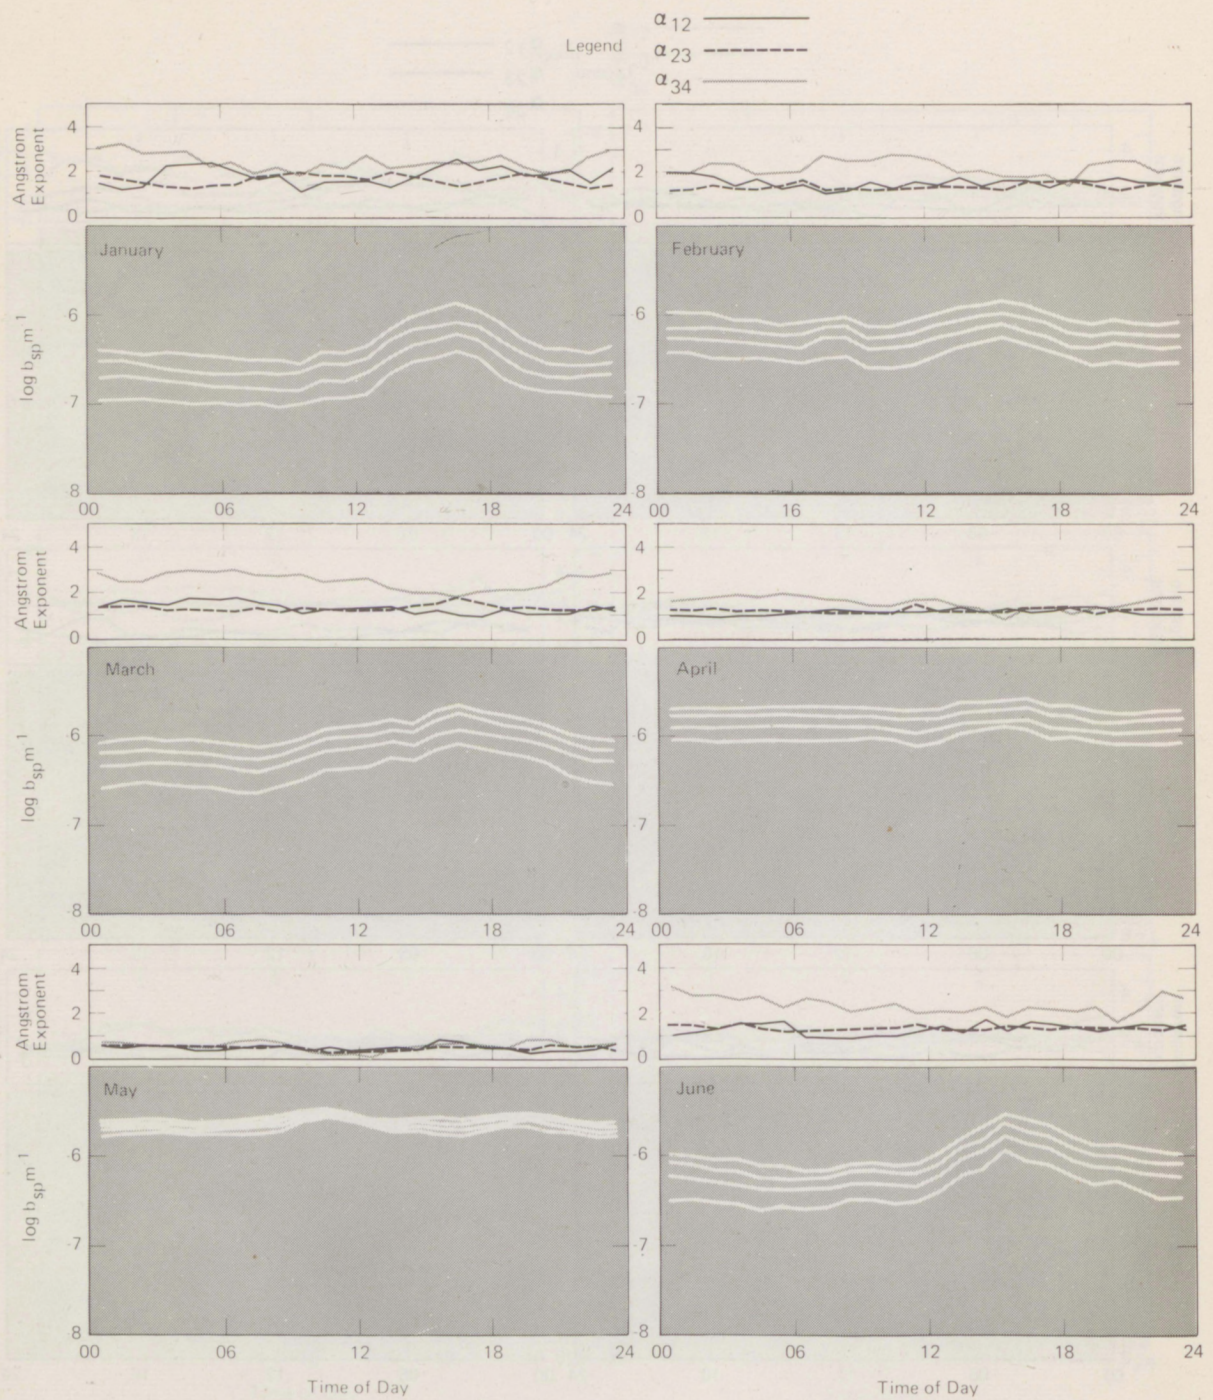 Legend
α12
α23
α34
Angstrom Exponent
4 2 0
4 2 0
January
February
log bsp m-1
-6 -7 -8
-6 -7 -8
00 06 12 18 24
00 16 12 18 24
Angstrom Exponent
4 2 0
4 2 0
March
April
log bsp m-1
-6 -7 -8
-6 -7 -8
00 06 12 18 24
00 06 12 18 24
Angstrom Exponent
4 2 0
4 2 0
May
June
log bsp m-1
-6 -7 -8
-6 -7 -8
00 06 12 18 24
00 06 12 18 24
Time of Day
Time of Day